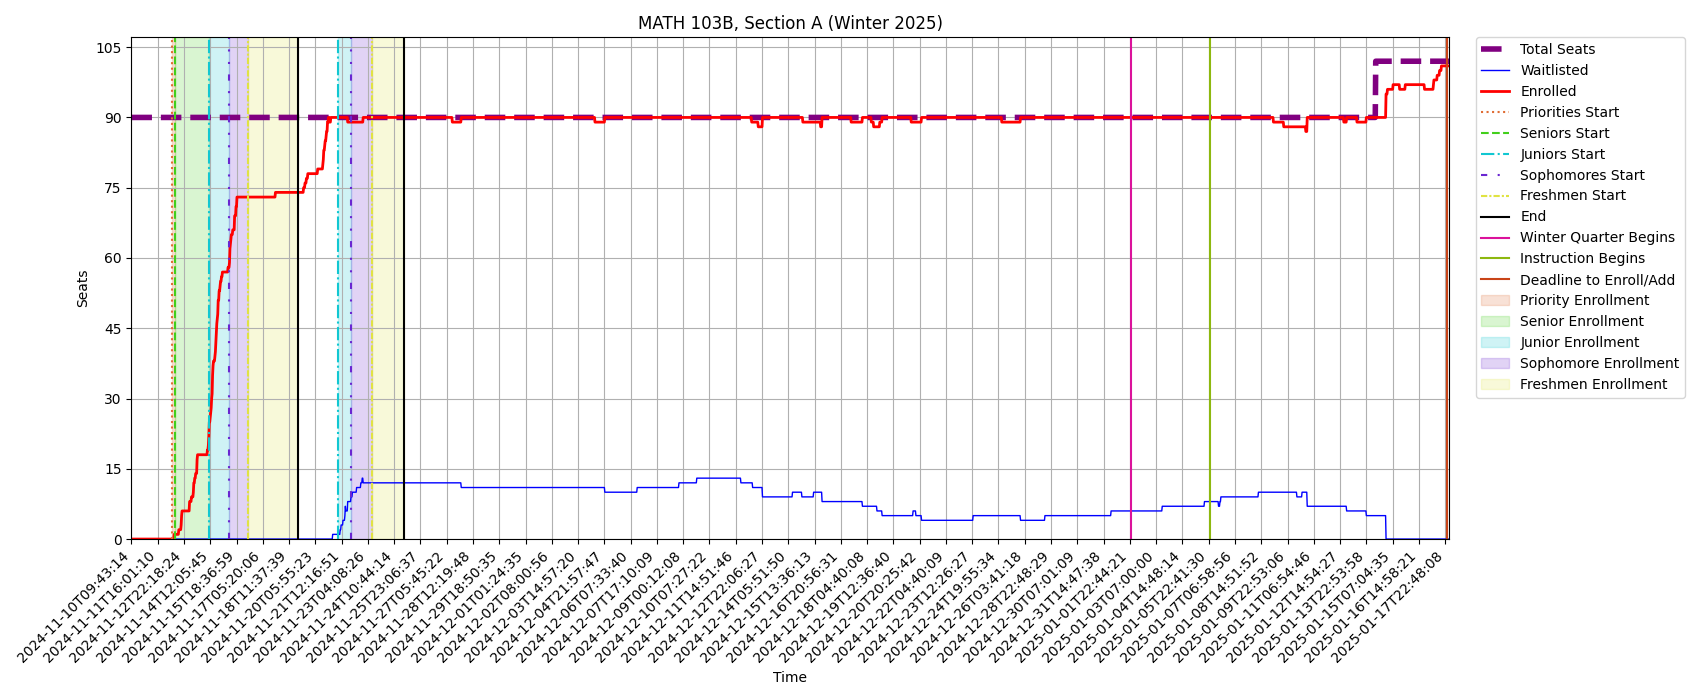 MATH 103B, Section A (Winter 2025)
105
90
75
60
45
30
15
0
Seats
2024-11-10T09:43:14
2024-11-11T16:01:10
2024-11-12T22:18:24
2024-11-14T12:05:45
2024-11-15T18:36:59
2024-11-17T05:20:06
2024-11-18T11:37:39
2024-11-20T05:55:23
2024-11-21T12:16:51
2024-11-23T04:08:26
2024-11-24T10:44:14
2024-11-25T23:06:37
2024-11-27T05:45:22
2024-11-28T12:19:48
2024-11-29T18:50:35
2024-12-01T01:24:35
2024-12-02T08:00:56
2024-12-03T14:57:20
2024-12-04T21:57:47
2024-12-06T07:33:40
2024-12-07T17:10:09
2024-12-09T00:12:08
2024-12-10T07:27:22
2024-12-11T14:51:46
2024-12-12T22:06:27
2024-12-14T05:51:50
2024-12-15T13:36:13
2024-12-16T20:56:31
2024-12-18T04:40:08
2024-12-19T12:36:40
2024-12-20T20:25:42
2024-12-22T04:40:09
2024-12-23T12:26:27
2024-12-24T19:55:34
2024-12-26T03:41:18
2024-12-28T22:48:29
2024-12-30T07:01:09
2024-12-31T14:47:38
2025-01-01T22:44:21
2025-01-03T07:00:00
2025-01-04T14:48:14
2025-01-05T22:41:30
2025-01-07T06:58:56
2025-01-08T14:51:52
2025-01-09T22:53:06
2025-01-11T06:54:46
2025-01-12T14:54:27
2025-01-13T22:53:58
2025-01-15T07:04:35
2025-01-16T14:58:21
2025-01-17T22:48:08
Time
Total Seats
Waitlisted
Enrolled
Priorities Start
Seniors Start
Juniors Start
Sophomores Start
Freshmen Start
End
Winter Quarter Begins
Instruction Begins
Deadline to Enroll/Add
Priority Enrollment
Senior Enrollment
Junior Enrollment
Sophomore Enrollment
Freshmen Enrollment